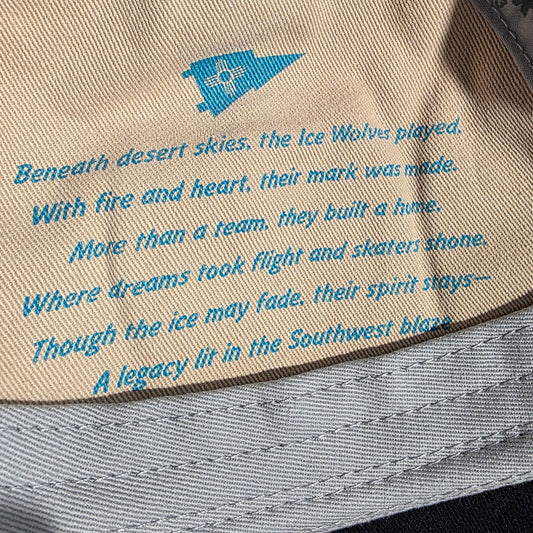 Beneath desert skies, the Ice Wolves played.
With fire and heart, their mark was made.
More than a team, they built a home,
Where dreams took flight and skaters shone.
Though the ice may fade, their spirit stays—
A legacy lit in the Southwest blaze